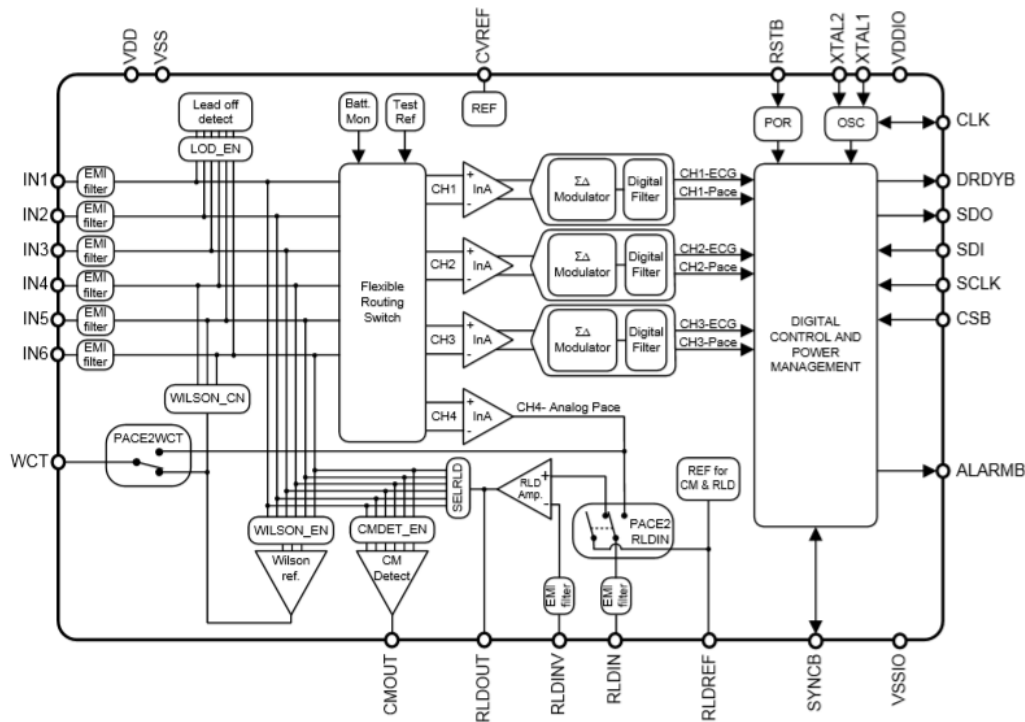 VDD
VSS
CVREF
RSTB
XTAL2
XTAL1
VDDIO
Lead off
detect
LOD_EN
Batt.
Mon
Test
Ref
REF
POR
OSC
CLK
IN1
EMI
filter
IN2
EMI
filter
IN3
EMI
filter
IN4
EMI
filter
IN5
EMI
filter
IN6
EMI
filter
Flexible
Routing
Switch
CH1
+
-
InA
ΣΔ
Modulator
Digital
Filter
CH1-ECG
CH1-Pace
CH2
+
-
InA
ΣΔ
Modulator
Digital
Filter
CH2-ECG
CH2-Pace
CH3
+
-
InA
ΣΔ
Modulator
Digital
Filter
CH3-ECG
CH3-Pace
CH4
+
-
InA
CH4- Analog Pace
DIGITAL
CONTROL AND
POWER
MANAGEMENT
DRDYB
SDO
SDI
SCLK
CSB
ALARMB
WILSON_CN
PACE2WCT
WCT
SELRLD
RLD
Amp.
+
-
REF for
CM & RLD
PACE2
RLDIN
WILSON_EN
CMDET_EN
Wilson
ref.
CM
Detect
EMI
filter
EMI
filter
CMOUT
RLDOUT
RLDINV
RLDIN
RLDREF
SYNCB
VSSIO